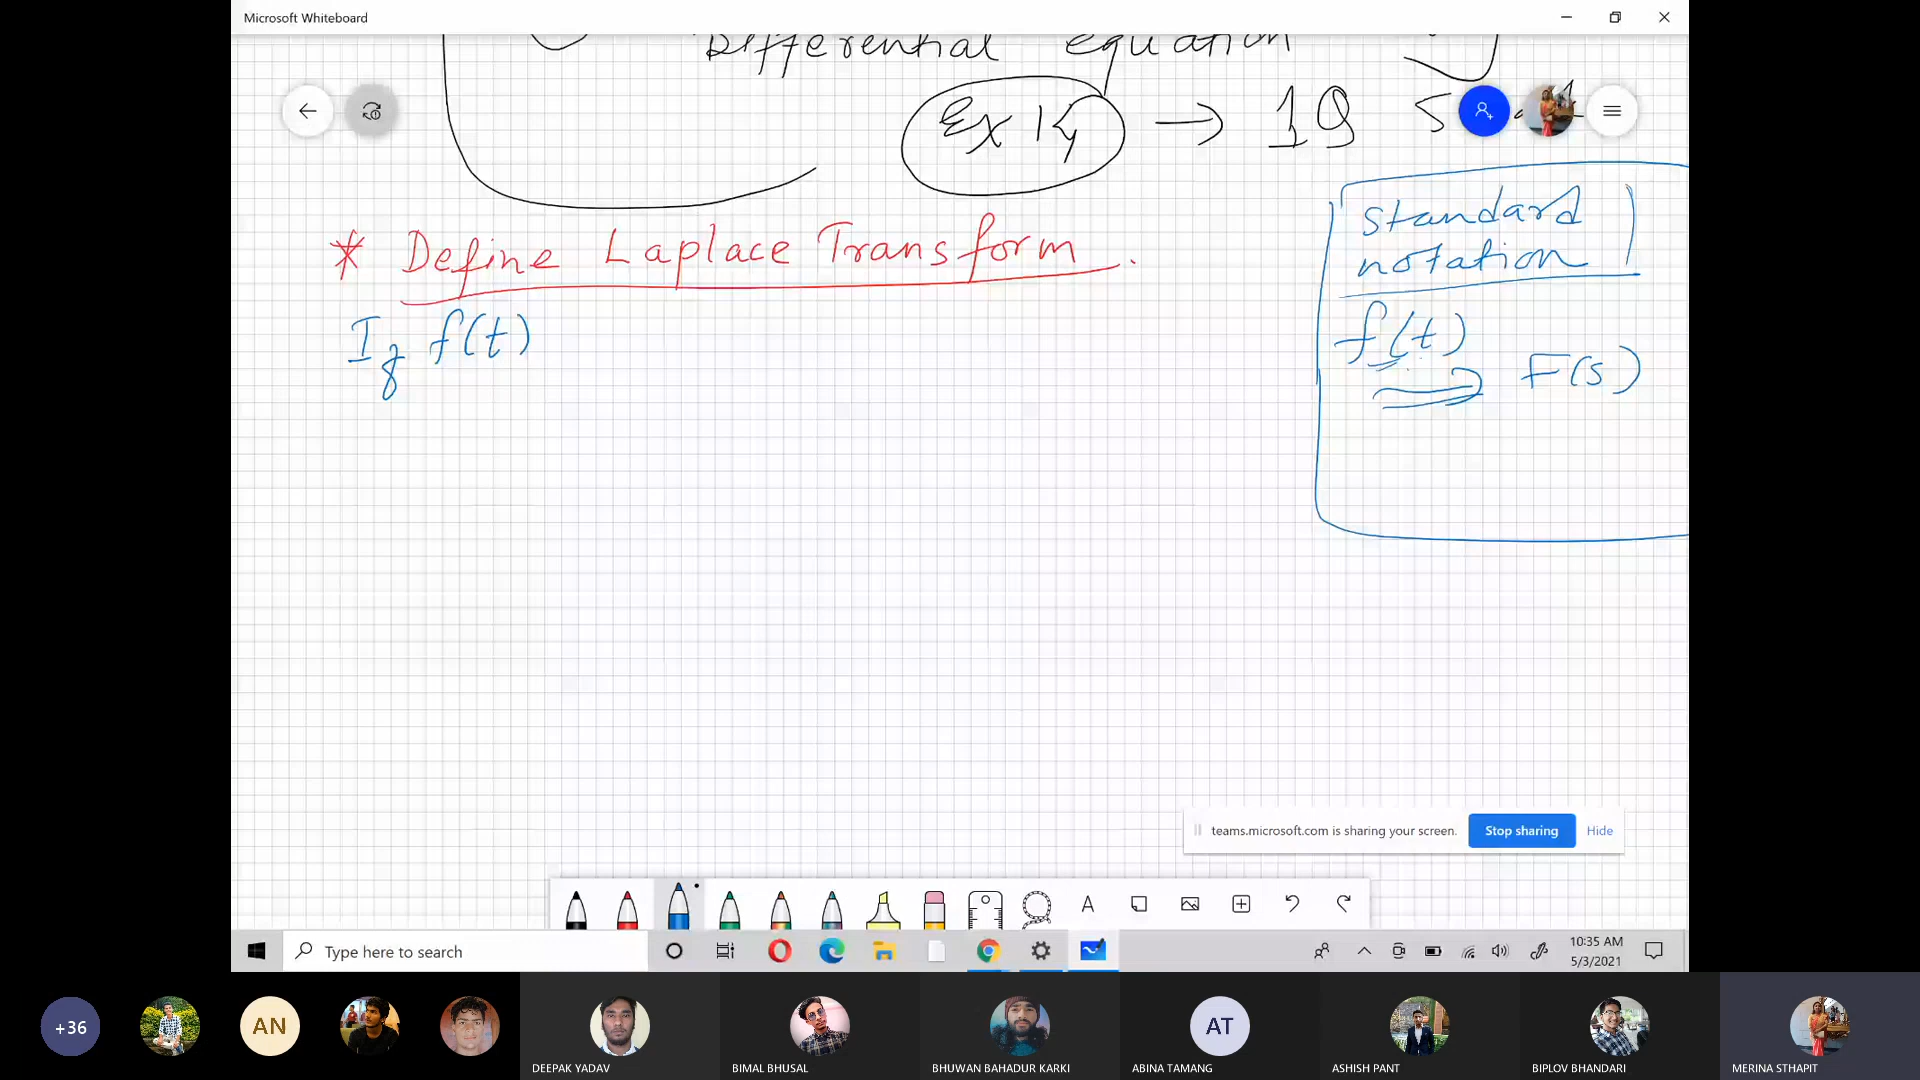 Microsoft Whiteboard
Differential equation
Ex 14 → 1Q 5
* Define Laplace Transform.
If f(t)
standard
notation
f(t)
F(s)
teams.microsoft.com is sharing your screen.
Stop sharing
Hide
A
Type here to search
10:35 AM
5/3/2021
+36
AN
AT
DEEPAK YADAV
BIMAL BHUSAL
BHUWAN BAHADUR KARKI
ABINA TAMANG
ASHISH PANT
BIPLOV BHANDARI
MERINA STHAPIT